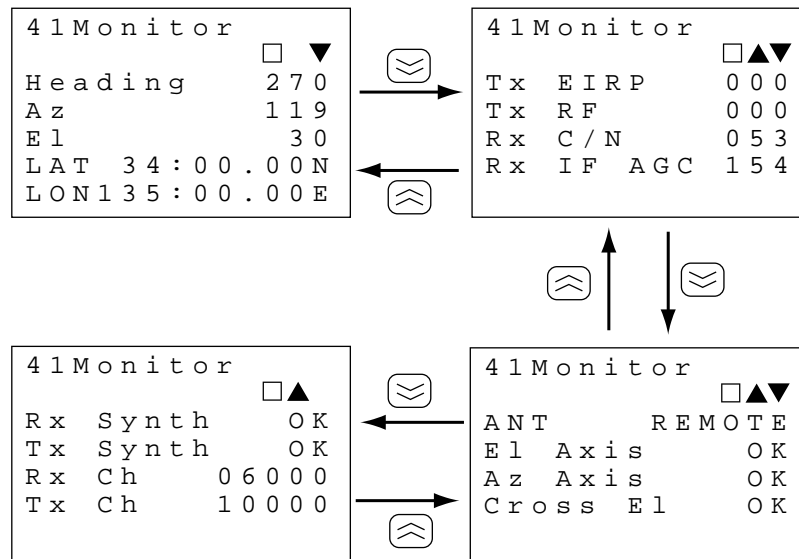 41Monitor
□ ▼
Heading 270
Az 119
El 30
LAT 34:00.00N
LON135:00.00E
41Monitor
□▲▼
Tx EIRP 000
Tx RF 000
Rx C/N 053
Rx IF AGC 154
41Monitor
□▲
Rx Synth OK
Tx Synth OK
Rx Ch 06000
Tx Ch 10000
41Monitor
□▲▼
ANT REMOTE
El Axis OK
Az Axis OK
Cross El OK